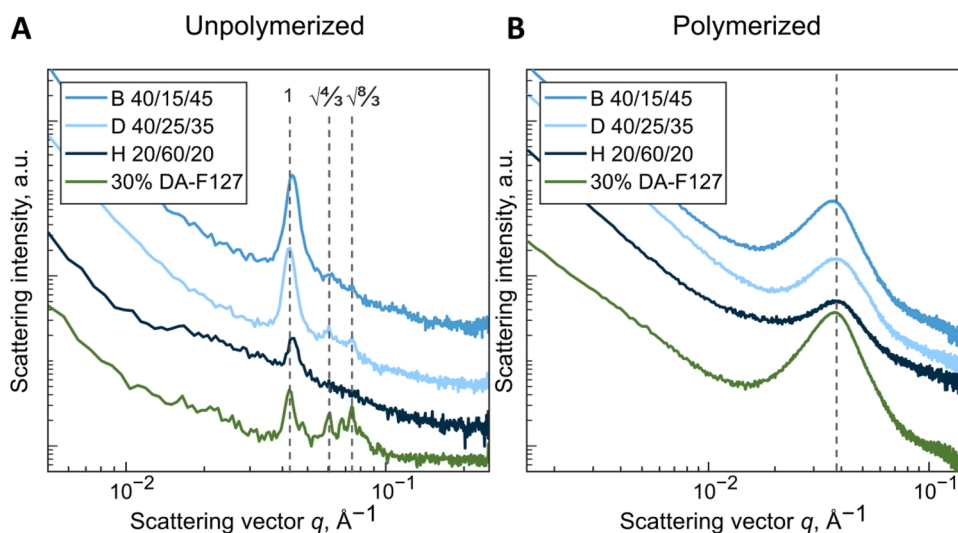 A
Unpolymerized
B 40/15/45
D 40/25/35
H 20/60/20
30% DA-F127
1
√4/3
√8/3
Scattering intensity, a.u.
10⁻²
10⁻¹
Scattering vector q, Å⁻¹
B
Polymerized
B 40/15/45
D 40/25/35
H 20/60/20
30% DA-F127
Scattering intensity, a.u.
10⁻²
10⁻¹
Scattering vector q, Å⁻¹